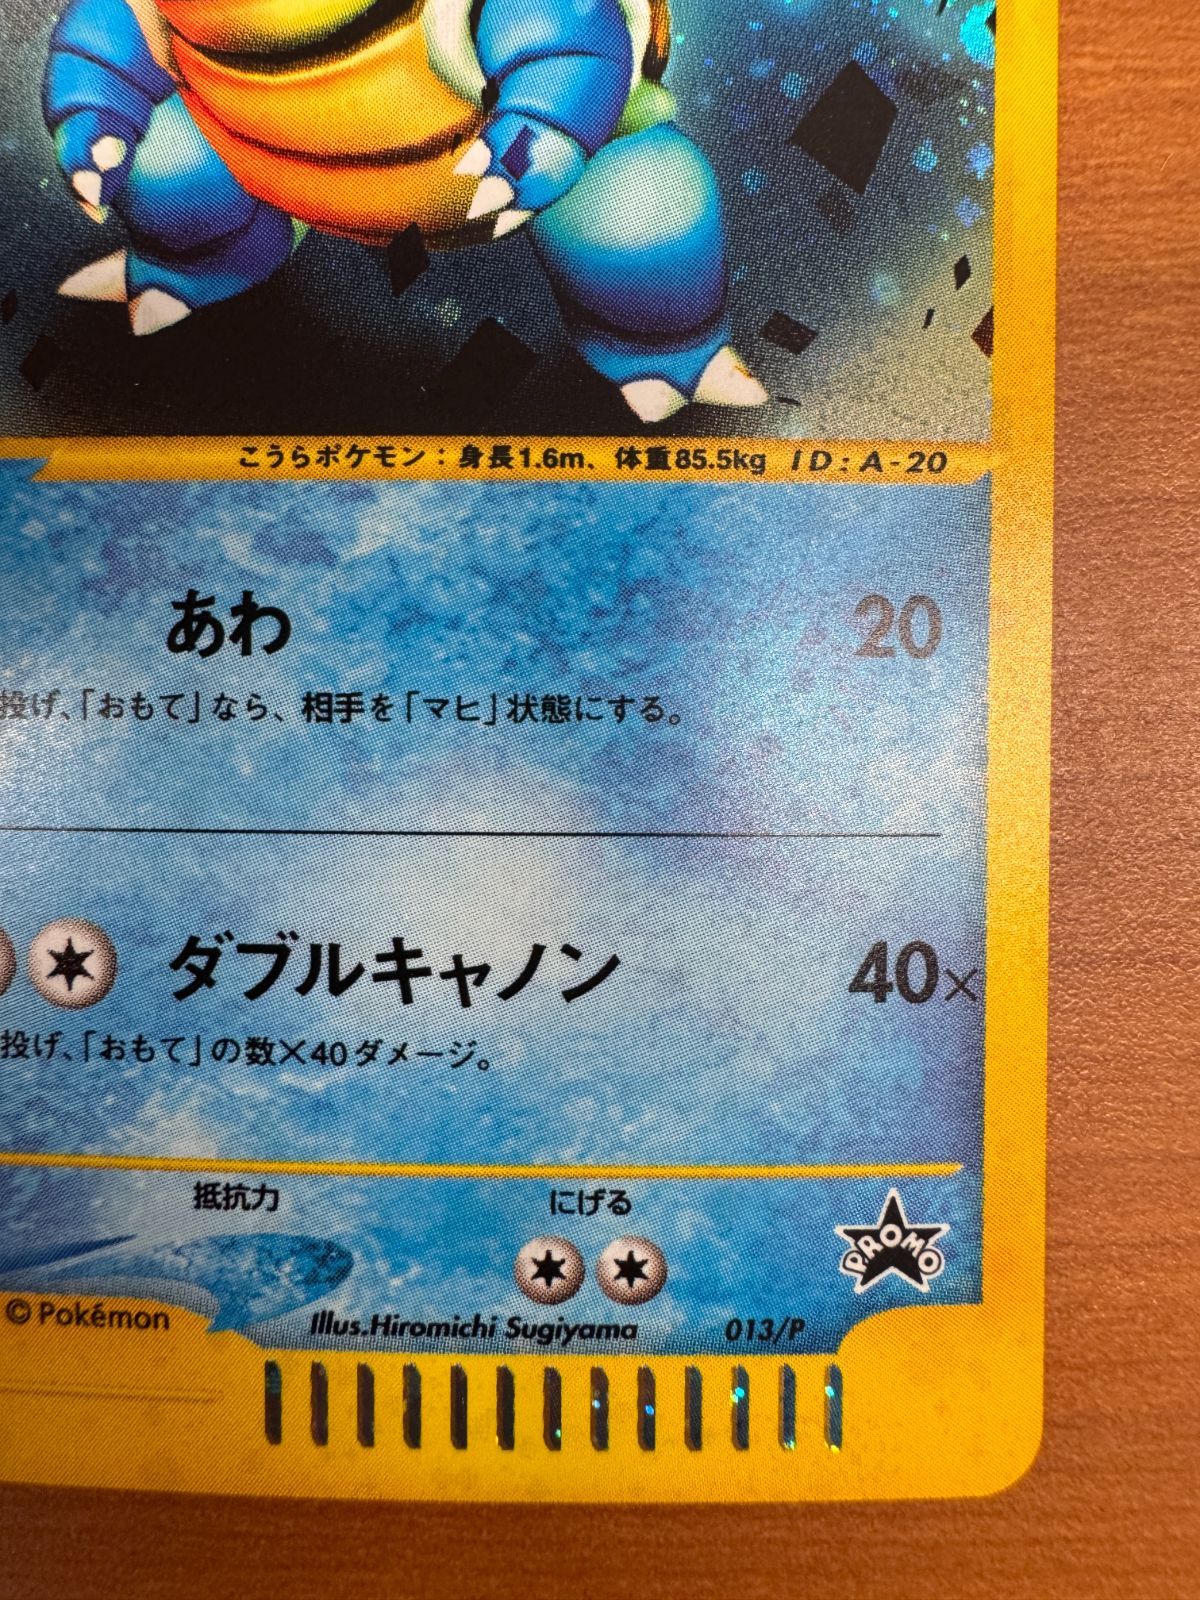 こうらポケモン：身長1.6m、体重85.5kg ID:A-20
あわ 20
投げ、「おもて」なら、相手を「マヒ」状態にする。
ダブルキャノン 40×
投げ、「おもて」の数×40ダメージ。
抵抗力 にげる
PROMO
© Pokémon
Illus.Hiromichi Sugiyama 013/P